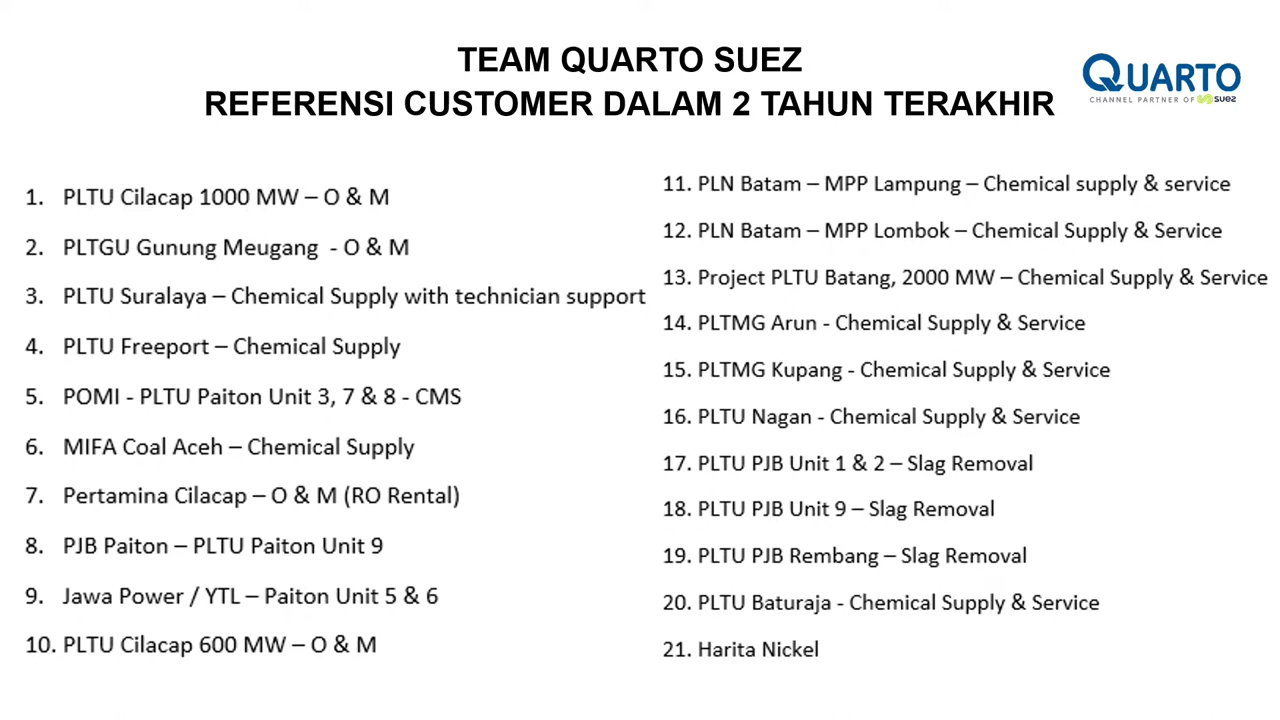 TEAM QUARTO SUEZ
REFERENSI CUSTOMER DALAM 2 TAHUN TERAKHIR
QUARTO
CHANNEL PARTNER OF suez
1. PLTU Cilacap 1000 MW – O & M
2. PLTGU Gunung Meugang - O & M
3. PLTU Suralaya – Chemical Supply with technician support
4. PLTU Freeport – Chemical Supply
5. POMI - PLTU Paiton Unit 3, 7 & 8 - CMS
6. MIFA Coal Aceh – Chemical Supply
7. Pertamina Cilacap – O & M (RO Rental)
8. PJB Paiton – PLTU Paiton Unit 9
9. Jawa Power / YTL – Paiton Unit 5 & 6
10. PLTU Cilacap 600 MW – O & M
11. PLN Batam – MPP Lampung – Chemical supply & service
12. PLN Batam – MPP Lombok – Chemical Supply & Service
13. Project PLTU Batang, 2000 MW – Chemical Supply & Service
14. PLTMG Arun - Chemical Supply & Service
15. PLTMG Kupang - Chemical Supply & Service
16. PLTU Nagan - Chemical Supply & Service
17. PLTU PJB Unit 1 & 2 – Slag Removal
18. PLTU PJB Unit 9 – Slag Removal
19. PLTU PJB Rembang – Slag Removal
20. PLTU Baturaja - Chemical Supply & Service
21. Harita Nickel